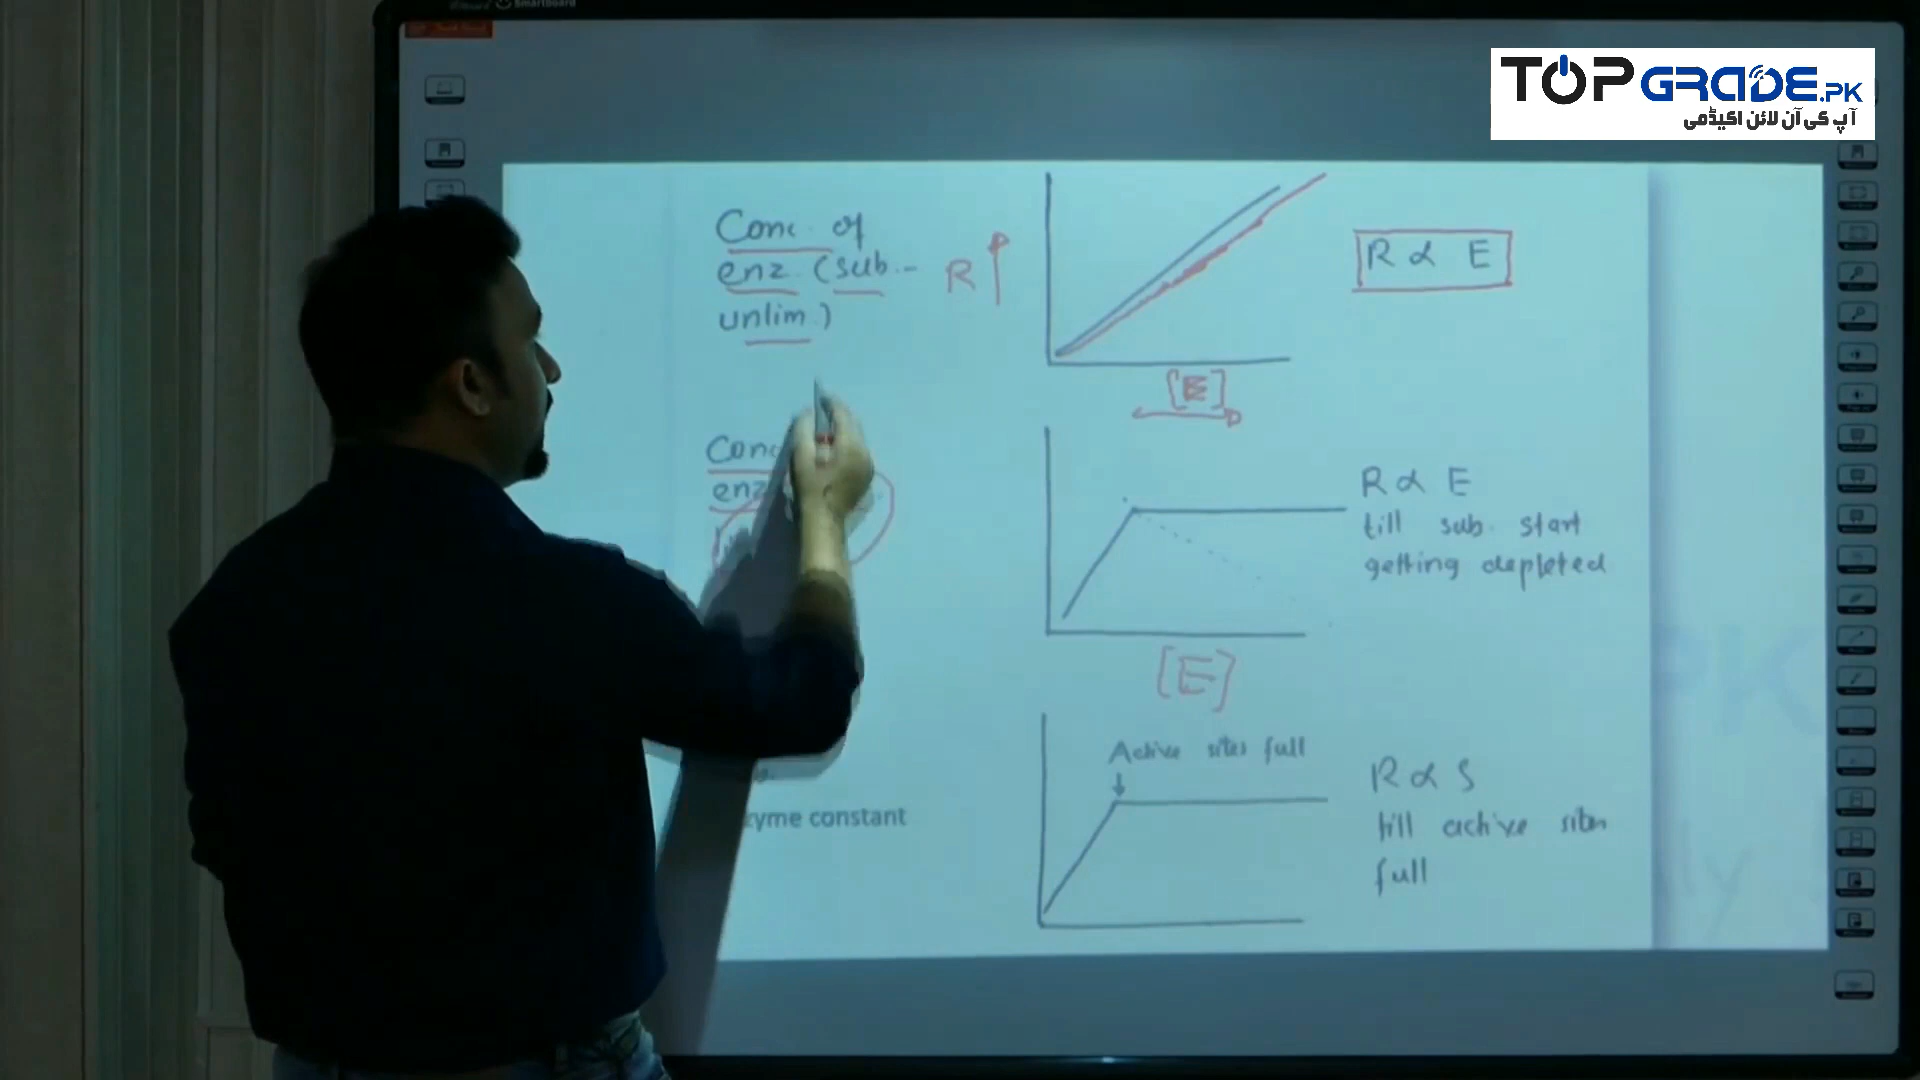 Smartboard
TOPGRADE.PK
آپ کی آن لائن اکیڈمی
Conc. of
enz. (sub.-
unlim.)
R
R ∝ E
[E]
Conc
enz
R ∝ E
till sub. start
getting depleted
[E]
Active sites full
R ∝ S
till active sites
full
zyme constant